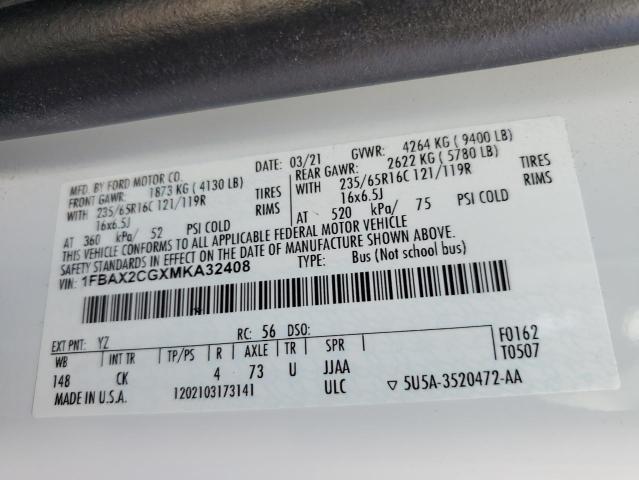 MFD. BY FORD MOTOR CO. DATE: 03/21 GVWR: 4264 KG ( 9400 LB)
FRONT GAWR: 1873 KG ( 4130 LB) REAR GAWR: 2622 KG ( 5780 LB)
WITH 235/65R16C 121/119R TIRES WITH 235/65R16C 121/119R TIRES
16x6.5J RIMS 16x6.5J RIMS
AT 360 kPa/ 52 PSI COLD AT 520 kPa/ 75 PSI COLD
THIS VEHICLE CONFORMS TO ALL APPLICABLE FEDERAL MOTOR VEHICLE
SAFETY STANDARDS IN EFFECT ON THE DATE OF MANUFACTURE SHOWN ABOVE.
VIN: 1FBAX2CGXMKA32408 TYPE: Bus (Not school bus)
EXT PNT: YZ RC: 56 DSO: F0162
WB INT TR TP/PS R AXLE TR SPR T0507
148 CK 4 73 U JJAA
MADE IN U.S.A. 1202103173141 ULC ▽ 5U5A-3520472-AA